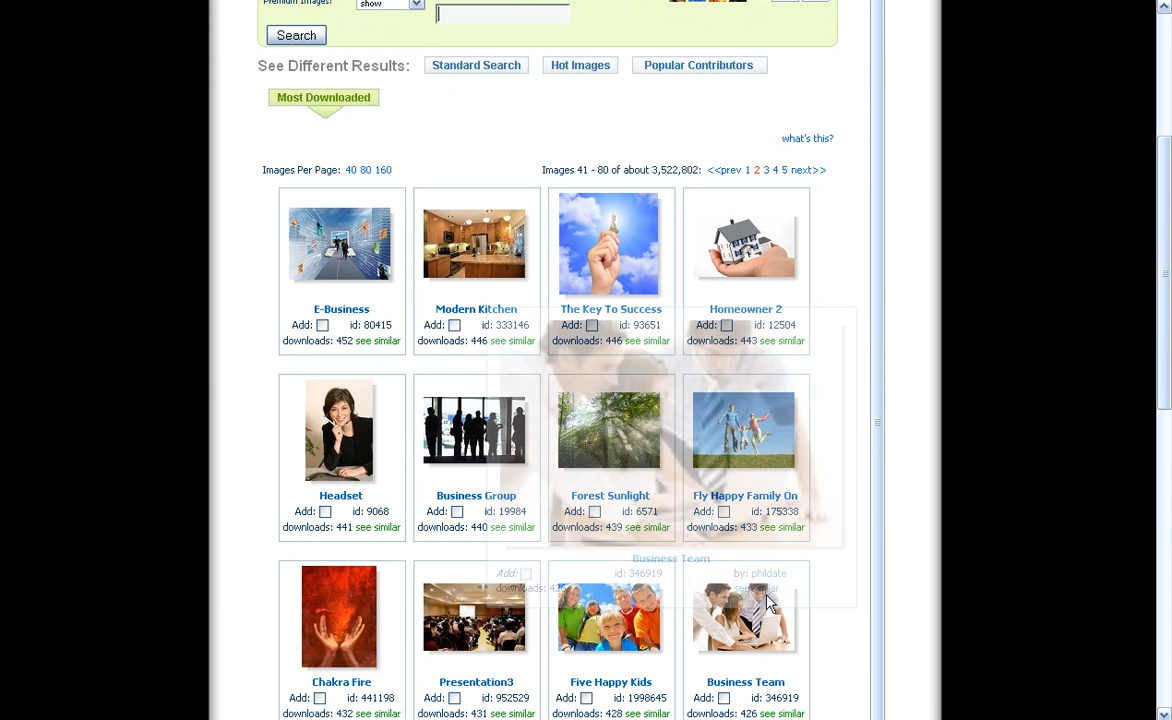 Premium Images: show
Search
See Different Results: Standard Search Hot Images Popular Contributors
Most Downloaded
what's this?
Images Per Page: 40 80 160 Images 41 - 80 of about 3,522,802: <<prev 1 2 3 4 5 next>>
E-Business Modern Kitchen The Key To Success Homeowner 2
Add: id: 80415 Add: id: 333146 Add: id: 93651 Add: id: 12504
downloads: 452 see similar downloads: 446 see similar downloads: 446 see similar downloads: 443 see similar
Headset Business Group Forest Sunlight Fly Happy Family On
Add: id: 9068 Add: id: 19984 Add: id: 6571 Add: id: 175338
downloads: 441 see similar downloads: 440 see similar downloads: 439 see similar downloads: 433 see similar
Business Team
Add: id: 346919 by: phildate
downloads: see similar
Chakra Fire Presentation3 Five Happy Kids Business Team
Add: id: 441198 Add: id: 952529 Add: id: 1998645 Add: id: 346919
downloads: 432 see similar downloads: 431 see similar downloads: 428 see similar downloads: 426 see similar